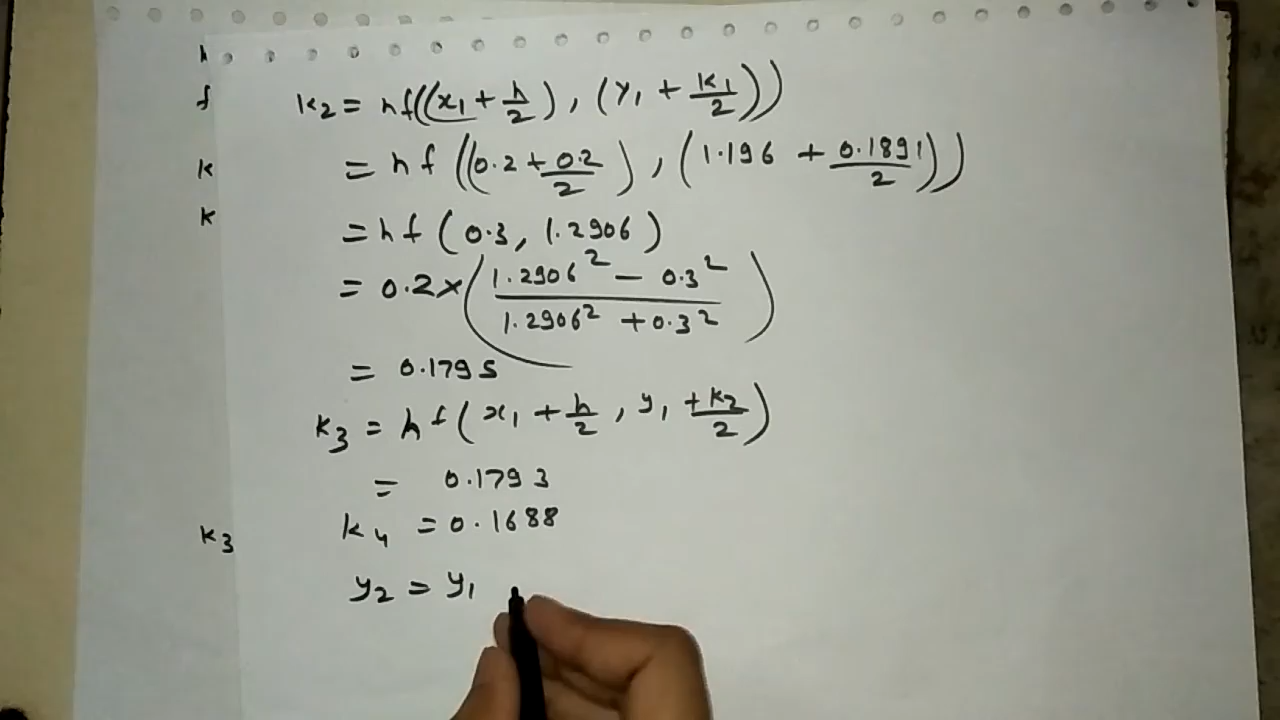 h
f
k₂ = hf((x₁ + h/2), (y₁ + k₁/2))
k
= hf((0.2 + 0.2/2), (1.196 + 0.1891/2))
k
= hf(0.3, 1.2906)
= 0.2×(1.2906² − 0.3² / 1.2906² + 0.3²)
= 0.1795
k₃ = hf(x₁ + h/2, y₁ + k₂/2)
= 0.1793
k₃
k₄ = 0.1688
y₂ = y₁